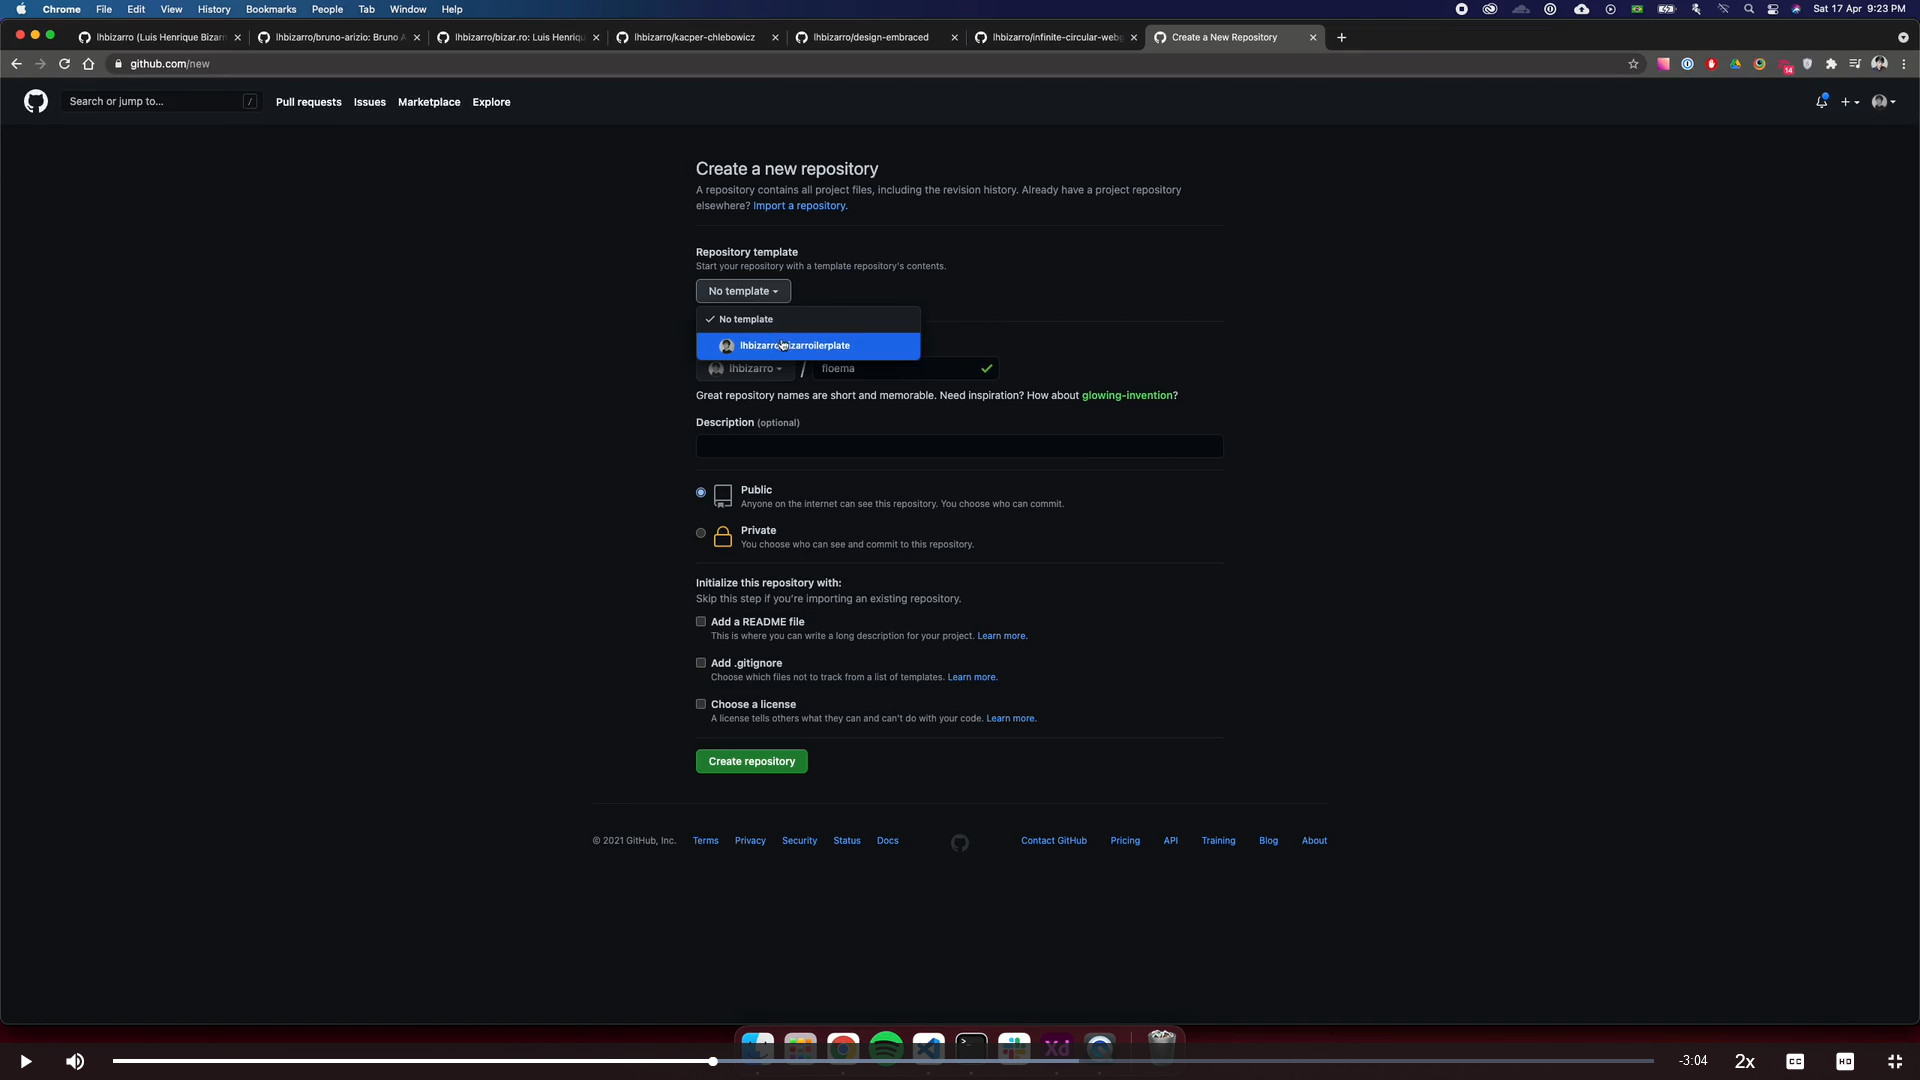 Chrome File Edit View History Bookmarks People Tab Window Help Sat 17 Apr 9:23 PM
lhbizarro (Luis Henrique Bizarr lhbizarro/bruno-arizio: Bruno A lhbizarro/bizar.ro: Luis Henriqu lhbizarro/kacper-chlebowicz lhbizarro/design-embraced lhbizarro/infinite-circular-webg Create a New Repository
github.com/new 14
Search or jump to... / Pull requests Issues Marketplace Explore
Create a new repository
A repository contains all project files, including the revision history. Already have a project repository
elsewhere? Import a repository.
Repository template
Start your repository with a template repository's contents.
No template
No template
lhbizarro/bizarroilerplate
lhbizarro / floema
Great repository names are short and memorable. Need inspiration? How about glowing-invention?
Description (optional)
Public
Anyone on the internet can see this repository. You choose who can commit.
Private
You choose who can see and commit to this repository.
Initialize this repository with:
Skip this step if you're importing an existing repository.
Add a README file
This is where you can write a long description for your project. Learn more.
Add .gitignore
Choose which files not to track from a list of templates. Learn more.
Choose a license
A license tells others what they can and can't do with your code. Learn more.
Create repository
© 2021 GitHub, Inc. Terms Privacy Security Status Docs Contact GitHub Pricing API Training Blog About
Xd
-3:04 2x CC HD